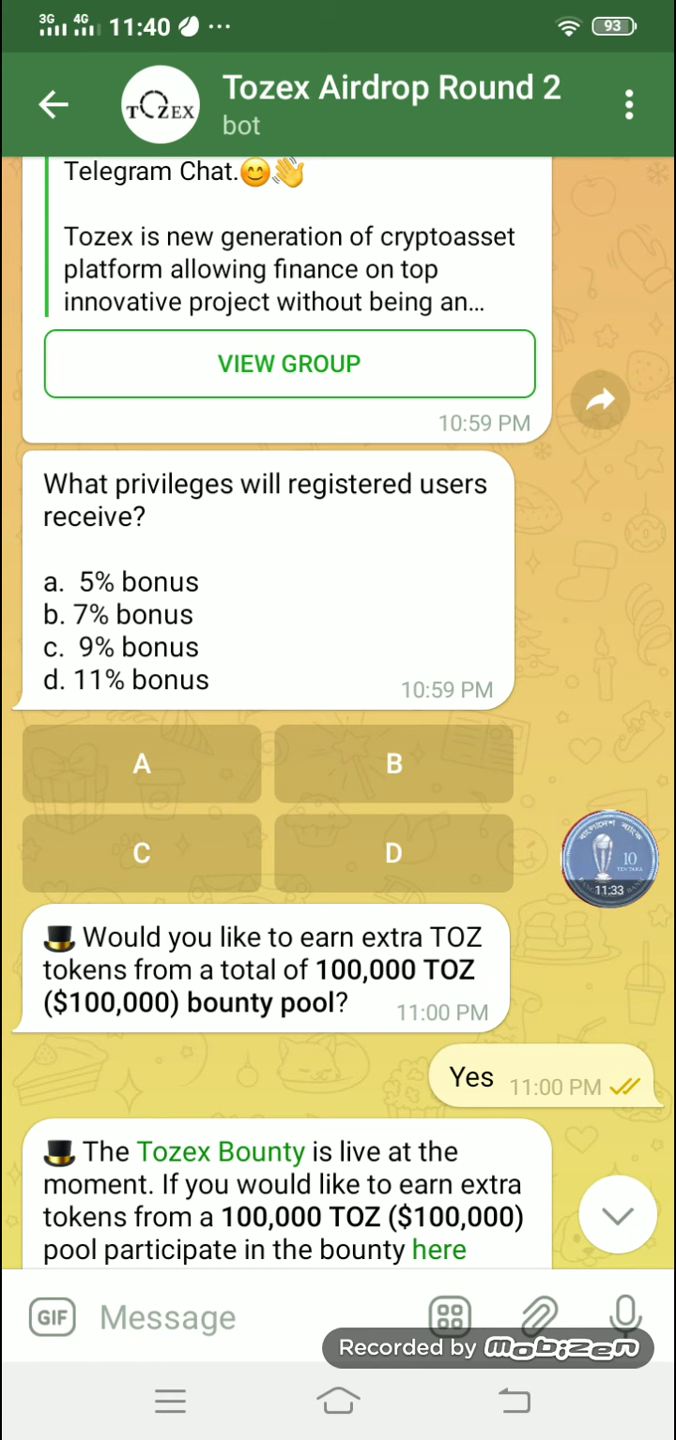 3G 4G 11:40 ... 93
Tozex Airdrop Round 2
TOZEX
bot
Telegram Chat.😊👋
Tozex is new generation of cryptoasset
platform allowing finance on top
innovative project without being an...
VIEW GROUP
10:59 PM
What privileges will registered users
receive?
a. 5% bonus
b. 7% bonus
c. 9% bonus
d. 11% bonus
10:59 PM
A B
C D
বাংলাদেশ ব্যাংক
10
TEN TAKA
11:33
🎩 Would you like to earn extra TOZ
tokens from a total of 100,000 TOZ
($100,000) bounty pool? 11:00 PM
Yes 11:00 PM
🎩 The Tozex Bounty is live at the
moment. If you would like to earn extra
tokens from a 100,000 TOZ ($100,000)
pool participate in the bounty here
GIF Message
Recorded by Mobizen